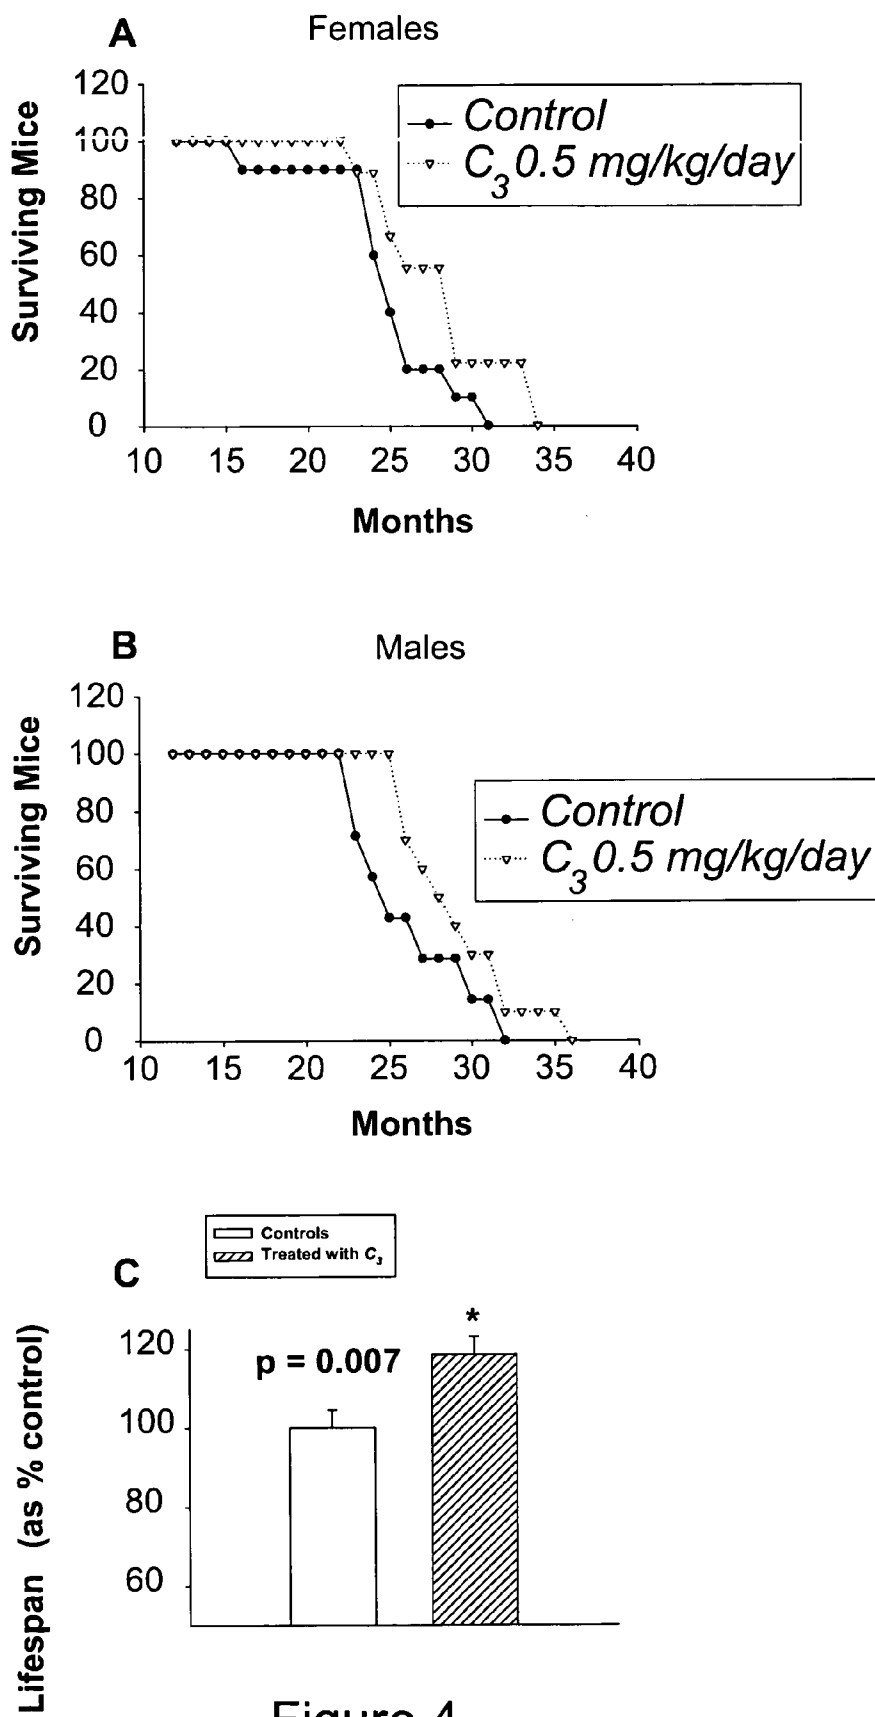 A
Females
120
100
80
60
40
20
0
Surviving Mice
Control
C3 0.5 mg/kg/day
10 15 20 25 30 35 40
Months
B
Males
120
100
80
60
40
20
0
Surviving Mice
Control
C3 0.5 mg/kg/day
10 15 20 25 30 35 40
Months
Controls
Treated with C3
C
120
100
80
60
Lifespan (as % control)
p = 0.007
*
Figure 4